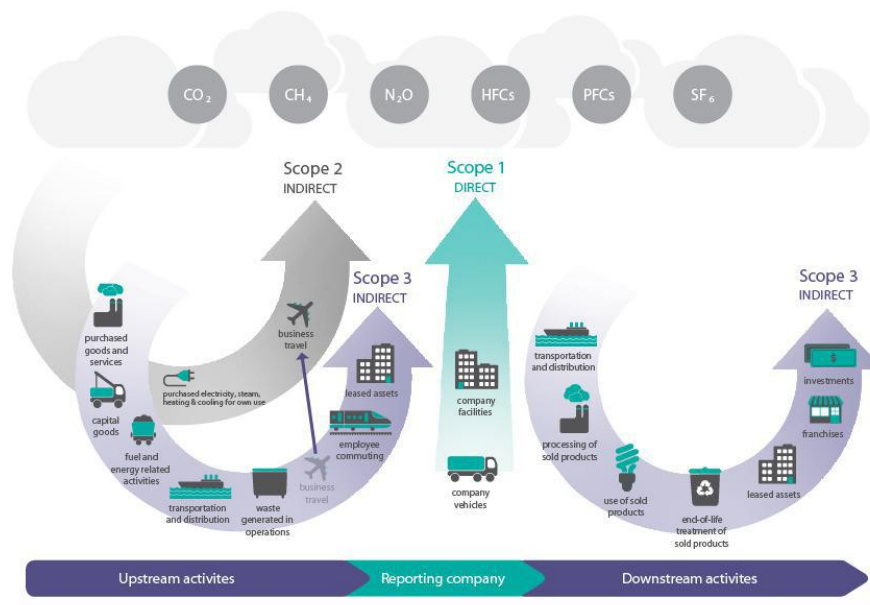 CO₂
CH₄
N₂O
HFCs
PFCs
SF₆
Scope 2
INDIRECT
Scope 1
DIRECT
Scope 3
INDIRECT
Scope 3
INDIRECT
purchased
goods and
services
capital
goods
fuel and
energy related
activities
purchased electricity, steam,
heating & cooling for own use
transportation
and distribution
waste
generated in
operations
business
travel
business
travel
employee
commuting
leased assets
company
facilities
company
vehicles
transportation
and distribution
processing of
sold products
use of sold
products
end-of-life
treatment of
sold products
leased assets
franchises
investments
$
Upstream activites
Reporting company
Downstream activites